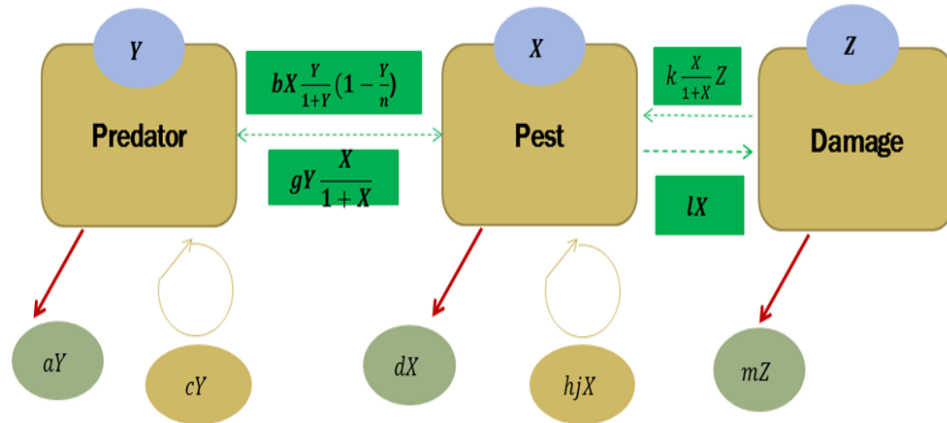 Y
X
Z
bX Y/(1+Y) (1 − Y/n)
k X/(1+X) Z
Predator
Pest
Damage
gY X/(1 + X)
lX
aY
cY
dX
hjX
mZ